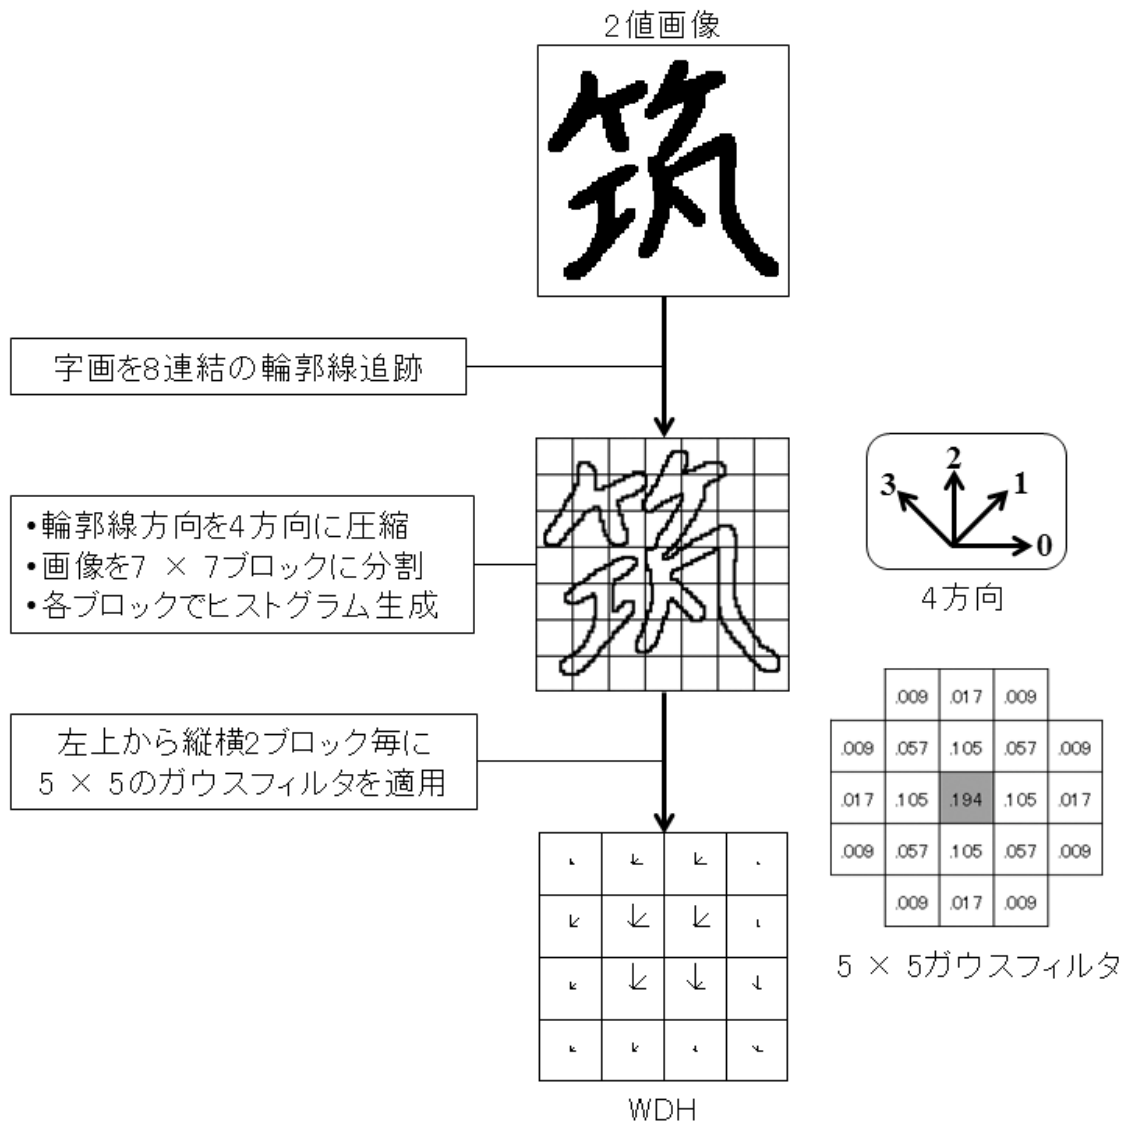 2値画像
筑
字画を8連結の輪郭線追跡
•輪郭線方向を4方向に圧縮
•画像を7 × 7ブロックに分割
•各ブロックでヒストグラム生成
3 2 1 0
4方向
左上から縦横2ブロック毎に
5 × 5のガウスフィルタを適用
.009 .017 .009
.009 .057 .105 .057 .009
.017 .105 .194 .105 .017
.009 .057 .105 .057 .009
.009 .017 .009
5 × 5ガウスフィルタ
WDH